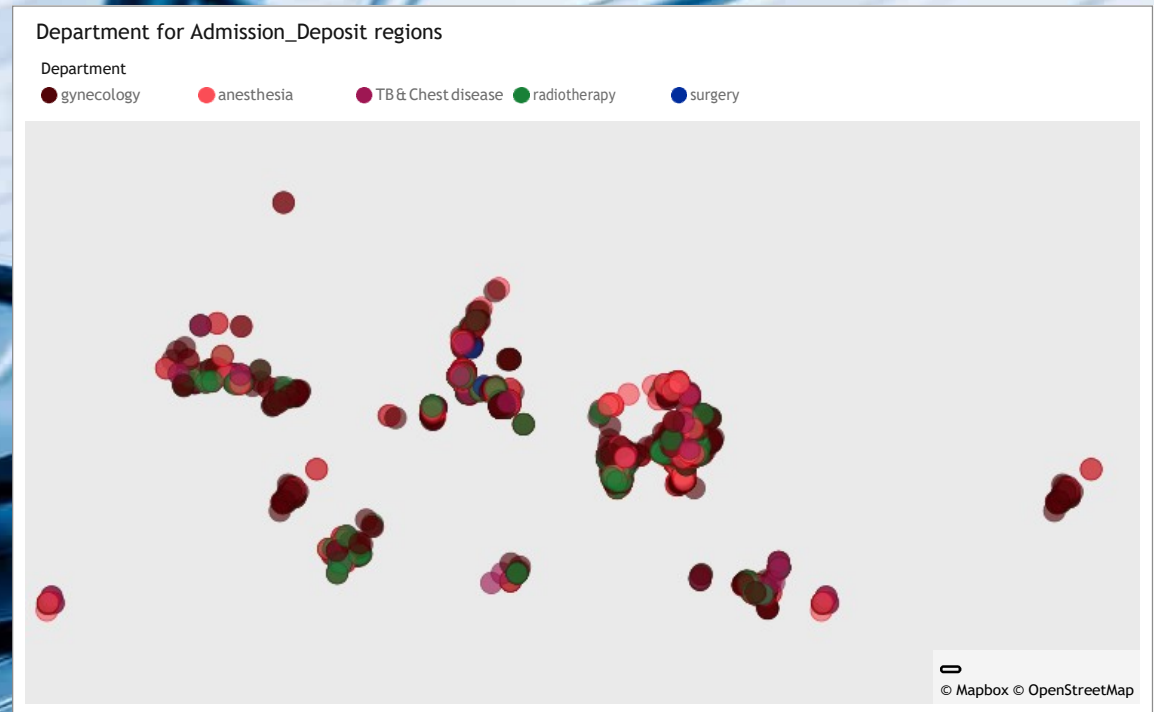 Department for Admission_Deposit regions
Department
gynecology anesthesia TB & Chest disease radiotherapy surgery
© Mapbox © OpenStreetMap